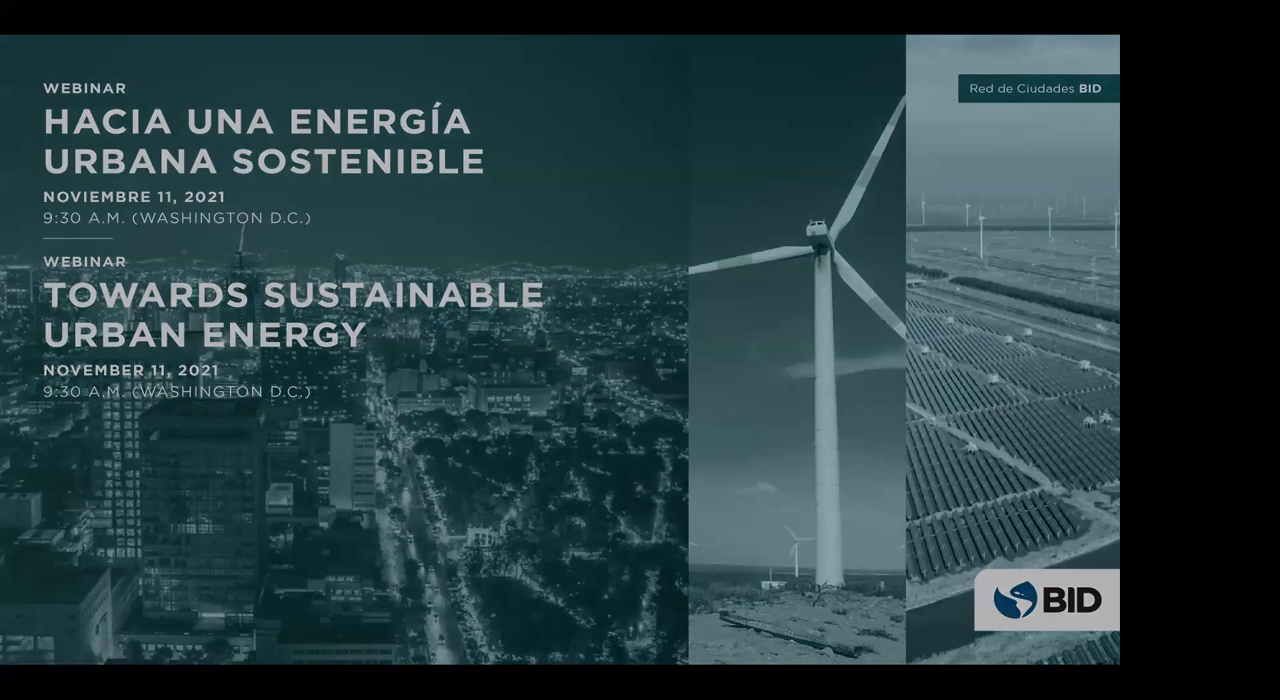 WEBINAR
HACIA UNA ENERGÍA
URBANA SOSTENIBLE
NOVIEMBRE 11, 2021
9:30 A.M. (WASHINGTON D.C.)
WEBINAR
TOWARDS SUSTAINABLE
URBAN ENERGY
NOVEMBER 11, 2021
9:30 A.M. (WASHINGTON D.C.)
Red de Ciudades BID
BID